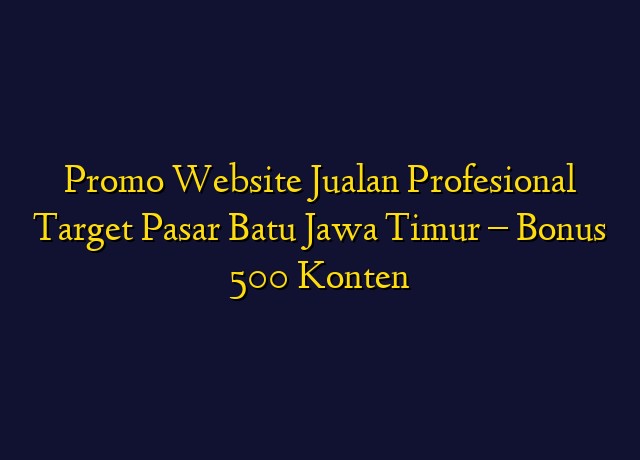 Promo Website Jualan Profesional
Target Pasar Batu Jawa Timur – Bonus
500 Konten